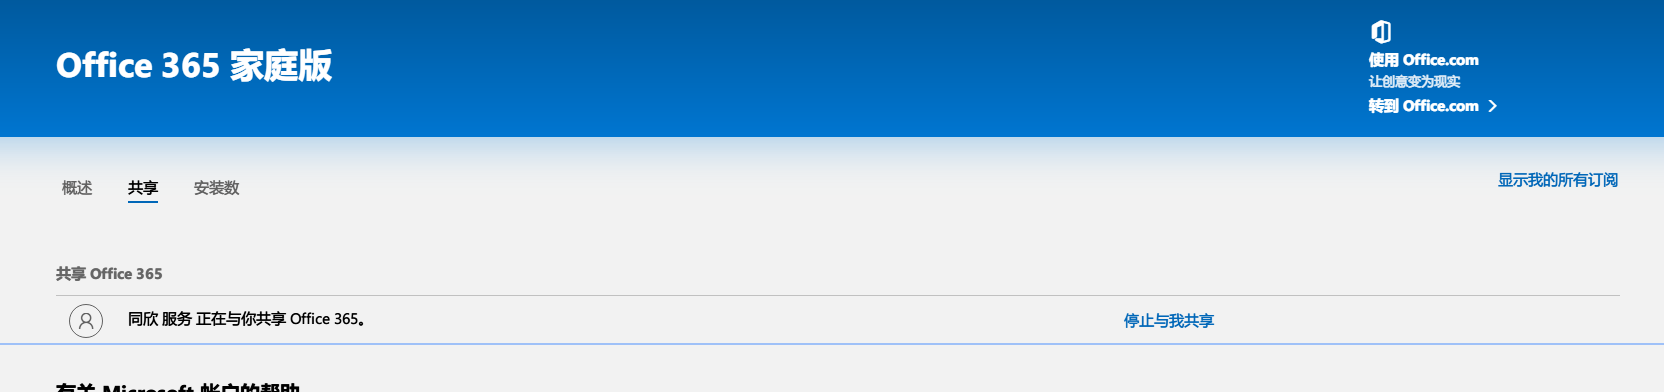 Office 365 家庭版
使用 Office.com
让创意变为现实
转到 Office.com
概述 共享 安装数
显示我的所有订阅
共享 Office 365
同欣 服务 正在与你共享 Office 365。 停止与我共享
有关 Microsoft 帐户的帮助